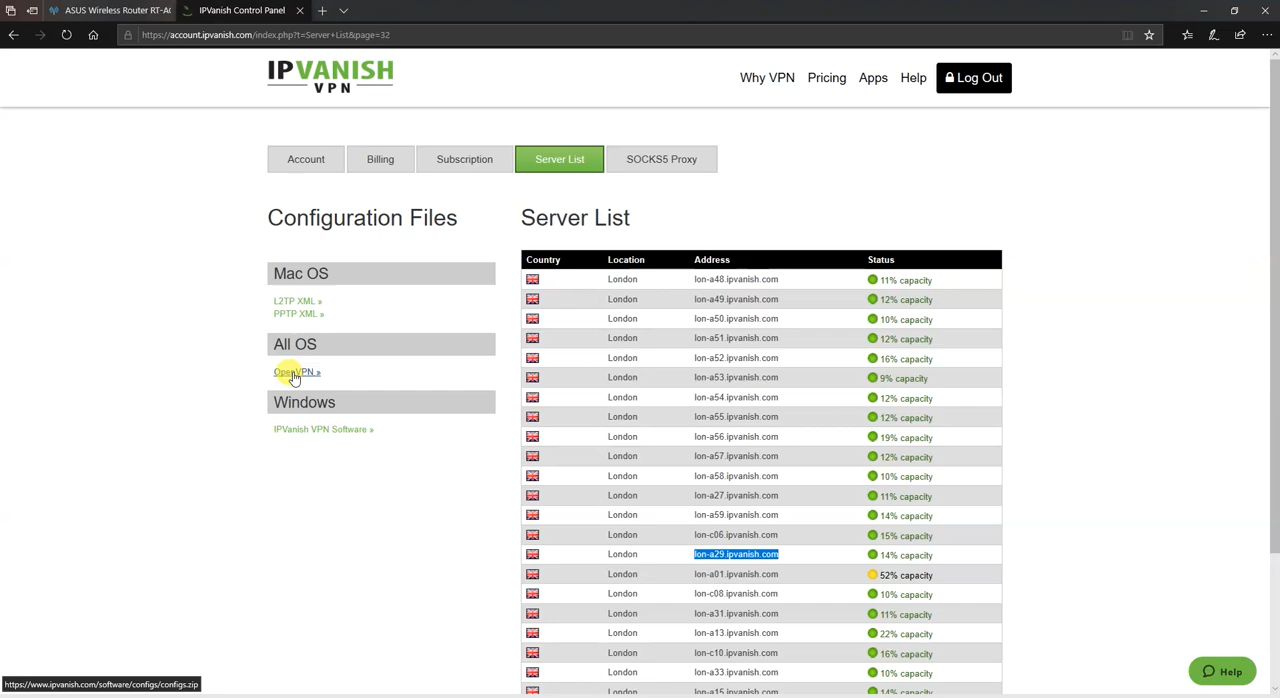 ASUS Wireless Router RT-AC
IPVanish Control Panel
https://account.ipvanish.com/index.php?t=Server+List&page=32
IPVANISH
VPN
Why VPN
Pricing
Apps
Help
Log Out
Account
Billing
Subscription
Server List
SOCKS5 Proxy
Configuration Files
Mac OS
L2TP XML »
PPTP XML »
All OS
OpenVPN »
Windows
IPVanish VPN Software »
Server List
Country Location Address Status
London lon-a48.ipvanish.com 11% capacity
London lon-a49.ipvanish.com 12% capacity
London lon-a50.ipvanish.com 10% capacity
London lon-a51.ipvanish.com 12% capacity
London lon-a52.ipvanish.com 16% capacity
London lon-a53.ipvanish.com 9% capacity
London lon-a54.ipvanish.com 12% capacity
London lon-a55.ipvanish.com 12% capacity
London lon-a56.ipvanish.com 19% capacity
London lon-a57.ipvanish.com 12% capacity
London lon-a58.ipvanish.com 10% capacity
London lon-a27.ipvanish.com 11% capacity
London lon-a59.ipvanish.com 14% capacity
London lon-c06.ipvanish.com 15% capacity
London lon-a29.ipvanish.com 14% capacity
London lon-a01.ipvanish.com 52% capacity
London lon-c08.ipvanish.com 10% capacity
London lon-a31.ipvanish.com 11% capacity
London lon-a13.ipvanish.com 22% capacity
London lon-c10.ipvanish.com 16% capacity
London lon-a33.ipvanish.com 10% capacity
London lon-a15.ipvanish.com 14% capacity
Help
https://www.ipvanish.com/software/configs/configs.zip